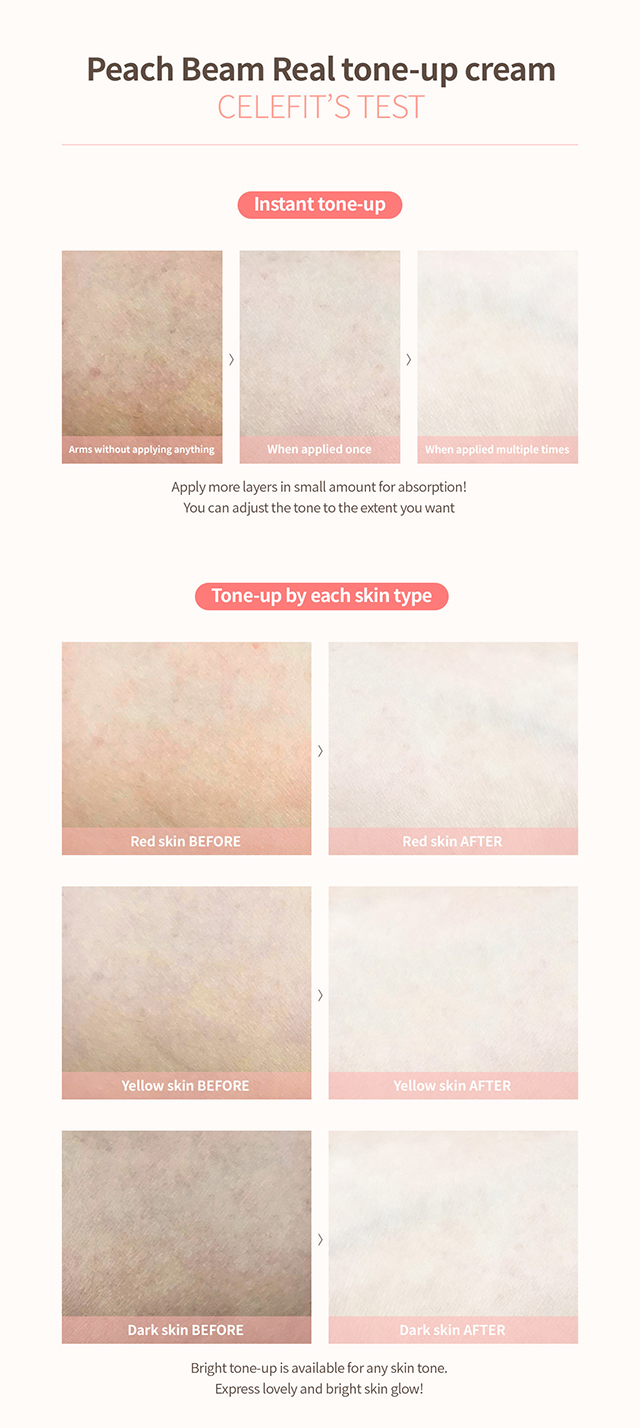 Peach Beam Real tone-up cream
CELEFIT'S TEST
Instant tone-up
Arms without applying anything
When applied once
When applied multiple times
Apply more layers in small amount for absorption!
You can adjust the tone to the extent you want
Tone-up by each skin type
Red skin BEFORE
Red skin AFTER
Yellow skin BEFORE
Yellow skin AFTER
Dark skin BEFORE
Dark skin AFTER
Bright tone-up is available for any skin tone.
Express lovely and bright skin glow!